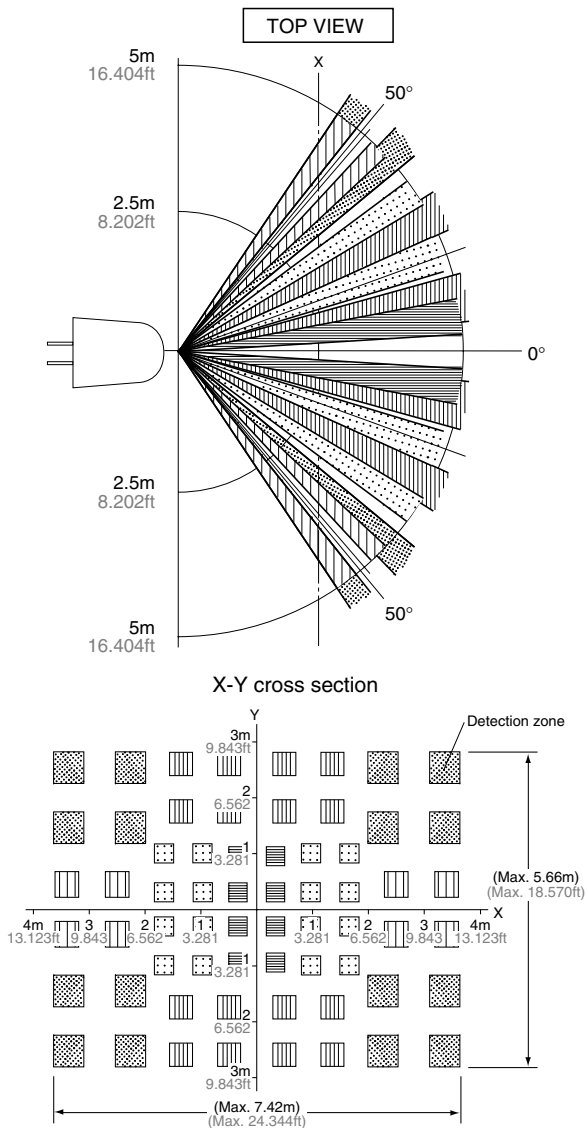 TOP VIEW
5m
16.404ft
X
50°
2.5m
8.202ft
0°
2.5m
8.202ft
50°
5m
16.404ft
X-Y cross section
Y
Detection zone
3m
9.843ft
2
6.562
1
3.281
(Max. 5.66m)
(Max. 18.570ft)
4m 3 2 1 1 2 3 4m X
13.123ft 9.843 6.562 3.281 3.281 6.562 9.843 13.123ft
1
3.281
2
6.562
3m
9.843ft
(Max. 7.42m)
(Max. 24.344ft)